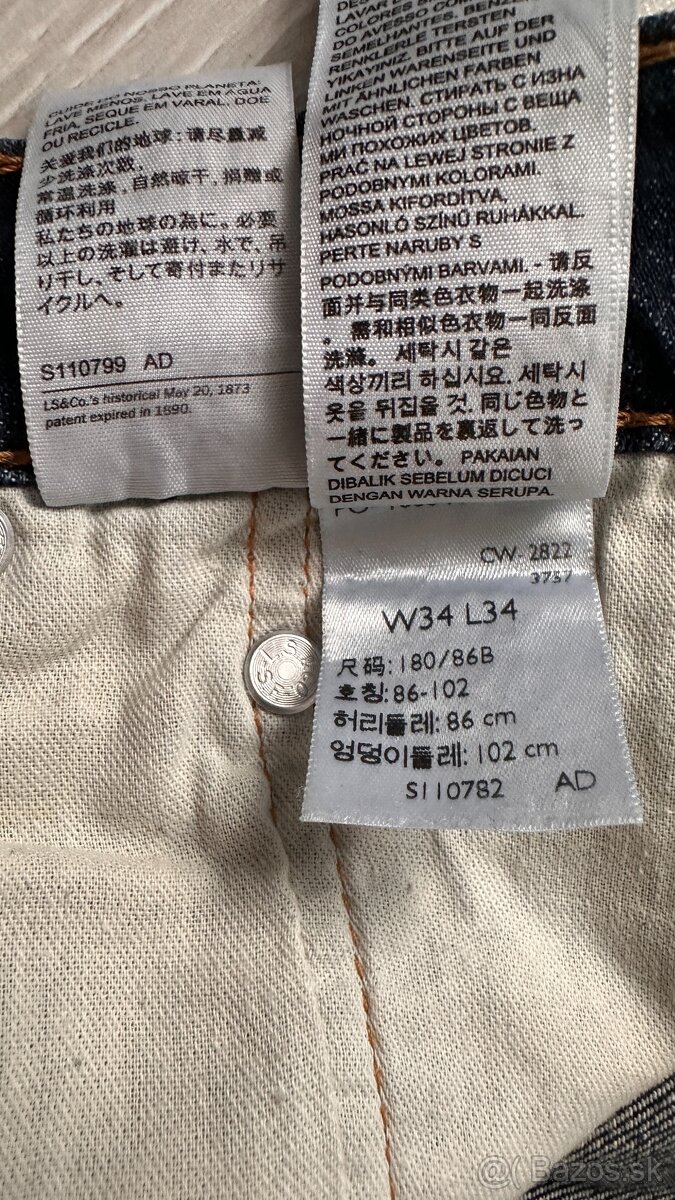 CUIDE DO NOSSO PLANETA:
LAVE MENOS, LAVE EM ÁGUA
FRIA, SEQUE EM VARAL, DOE
OU RECICLE.
关爱我们的地球：请尽量减
少洗涤次数，
常温洗涤，自然晾干，捐赠或
循环利用
私たちの地球の為に。必要
以上の洗濯は避け、水で、吊
り干し、そして寄付またはリサ
イクルへ。
S110799 AD
LS&Co.'s historical May 20, 1873
patent expired in 1890.
LAVAR DE
COLORES S
DO AVESSO CO
SEMELHANTES. BENZER
RENKLERLE TERSTEN
YIKAYINIZ. BITTE AUF DER
LINKEN WARENSEITE UND
MIT ÄHNLICHEN FARBEN
WASCHEN. СТИРАТЬ С ИЗНА
НОЧНОЙ СТОРОНЫ С ВЕЩА
МИ ПОХОЖИХ ЦВЕТОВ.
PRAĆ NA LEWEJ STRONIE Z
PODOBNYMI KOLORAMI.
MOSSA KIFORDÍTVA,
HASONLÓ SZÍNŰ RUHÁKKAL.
PERTE NARUBY S
PODOBNÝMI BARVAMI. - 请反
面并与同类色衣物一起洗涤
。需和相似色衣物一同反面
洗滌。세탁시 같은
색상끼리 하십시요. 세탁시
옷을 뒤집을 것. 同じ色物と
一緒に製品を裏返して洗っ
てください。PAKAIAN
DIBALIK SEBELUM DICUCI
DENGAN WARNA SERUPA.
CW- 2822
3737
W34 L34
尺码:180/86B
호칭:86-102
허리둘레: 86 cm
엉덩이둘레: 102 cm
S110782 AD
@ Bazos.sk